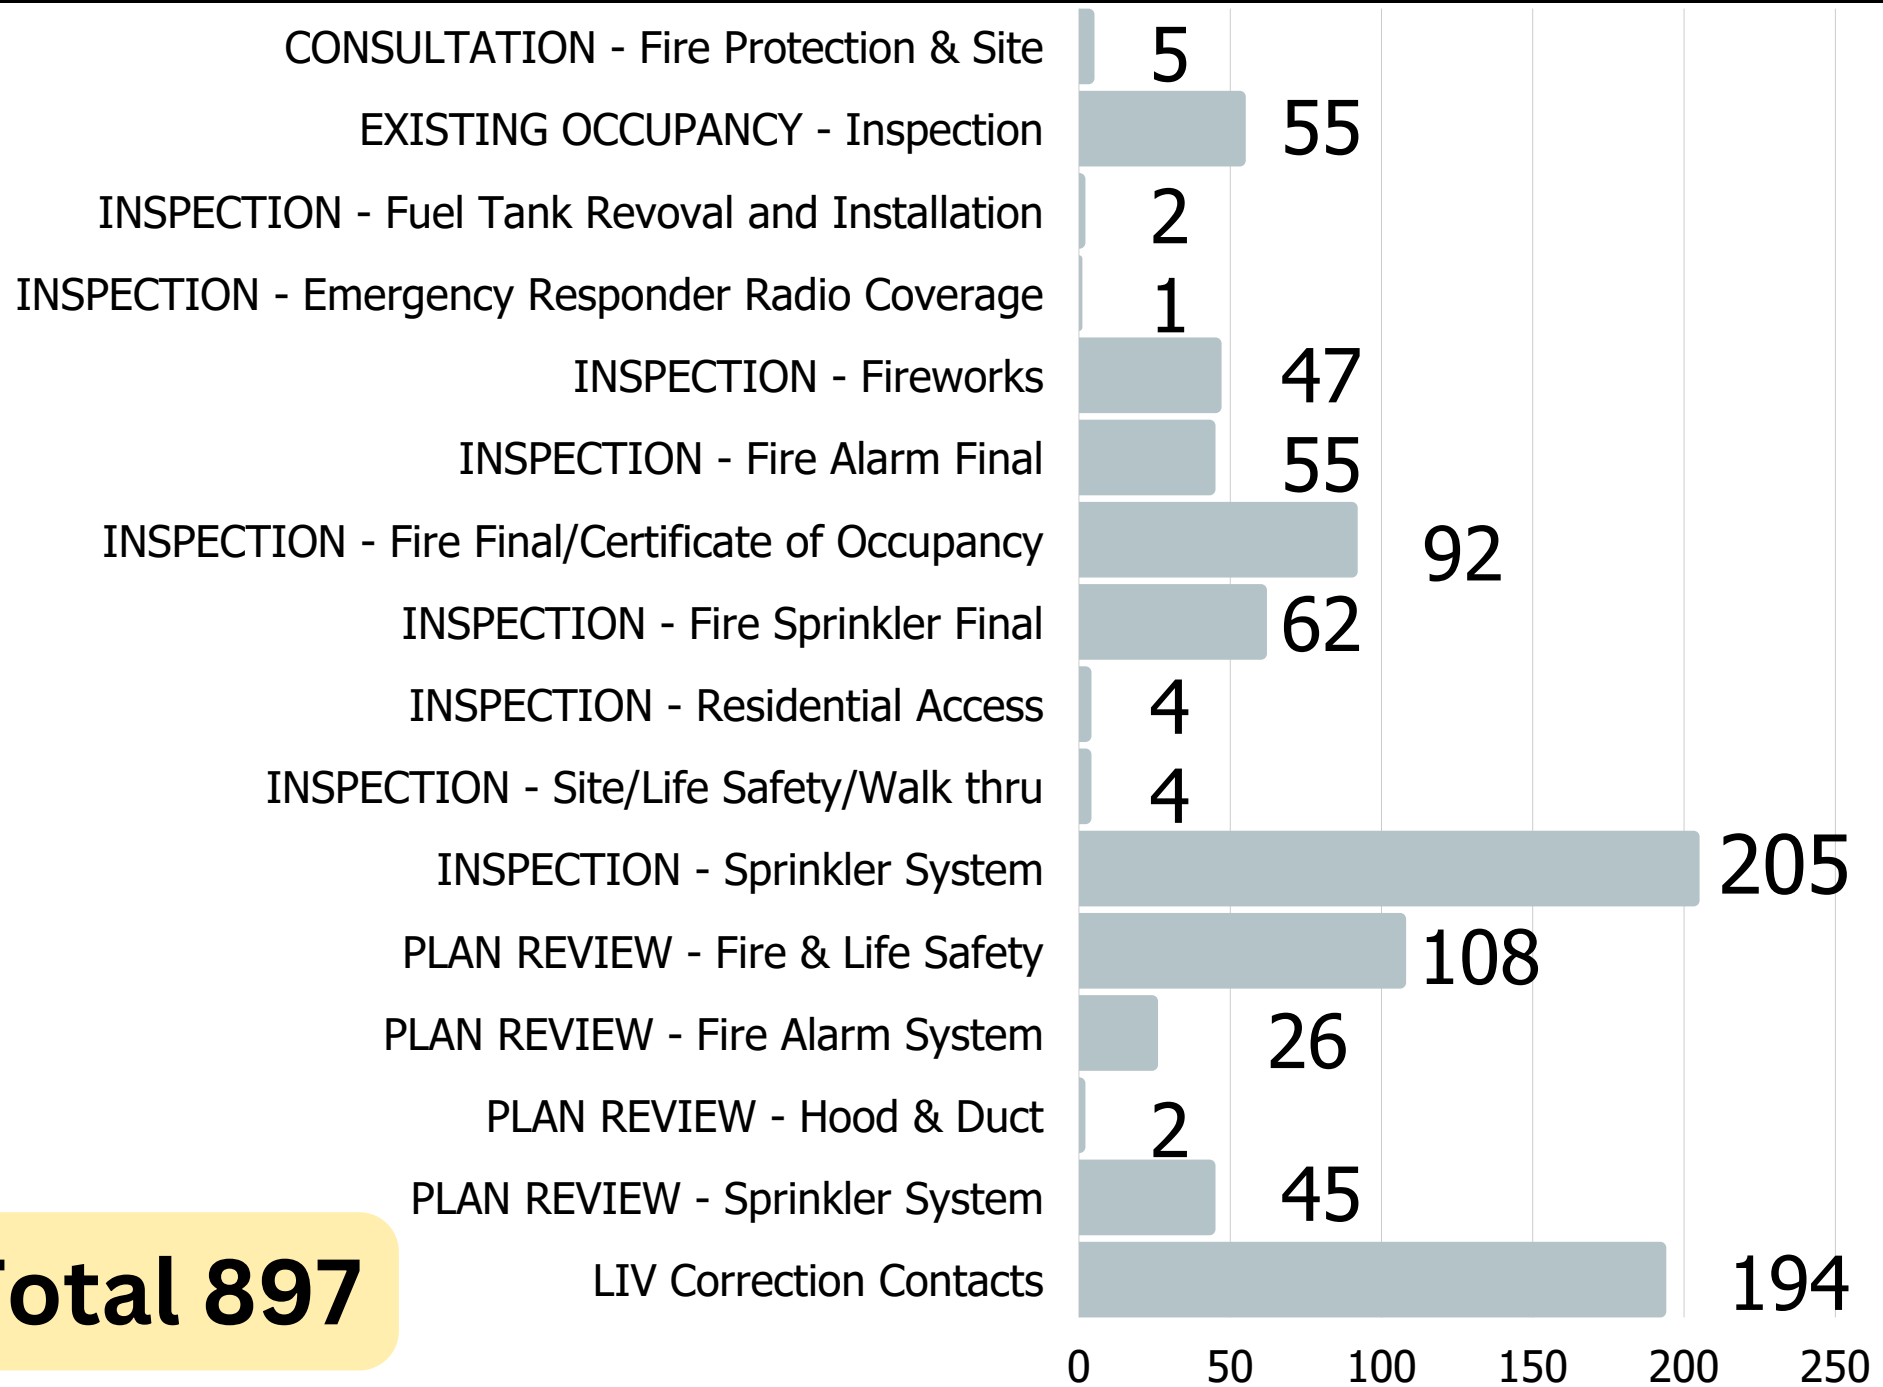 CONSULTATION - Fire Protection & Site 5
EXISTING OCCUPANCY - Inspection 55
INSPECTION - Fuel Tank Revoval and Installation 2
INSPECTION - Emergency Responder Radio Coverage 1
INSPECTION - Fireworks 47
INSPECTION - Fire Alarm Final 55
INSPECTION - Fire Final/Certificate of Occupancy 92
INSPECTION - Fire Sprinkler Final 62
INSPECTION - Residential Access 4
INSPECTION - Site/Life Safety/Walk thru 4
INSPECTION - Sprinkler System 205
PLAN REVIEW - Fire & Life Safety 108
PLAN REVIEW - Fire Alarm System 26
PLAN REVIEW - Hood & Duct 2
PLAN REVIEW - Sprinkler System 45
LIV Correction Contacts 194
Total 897
0 50 100 150 200 250